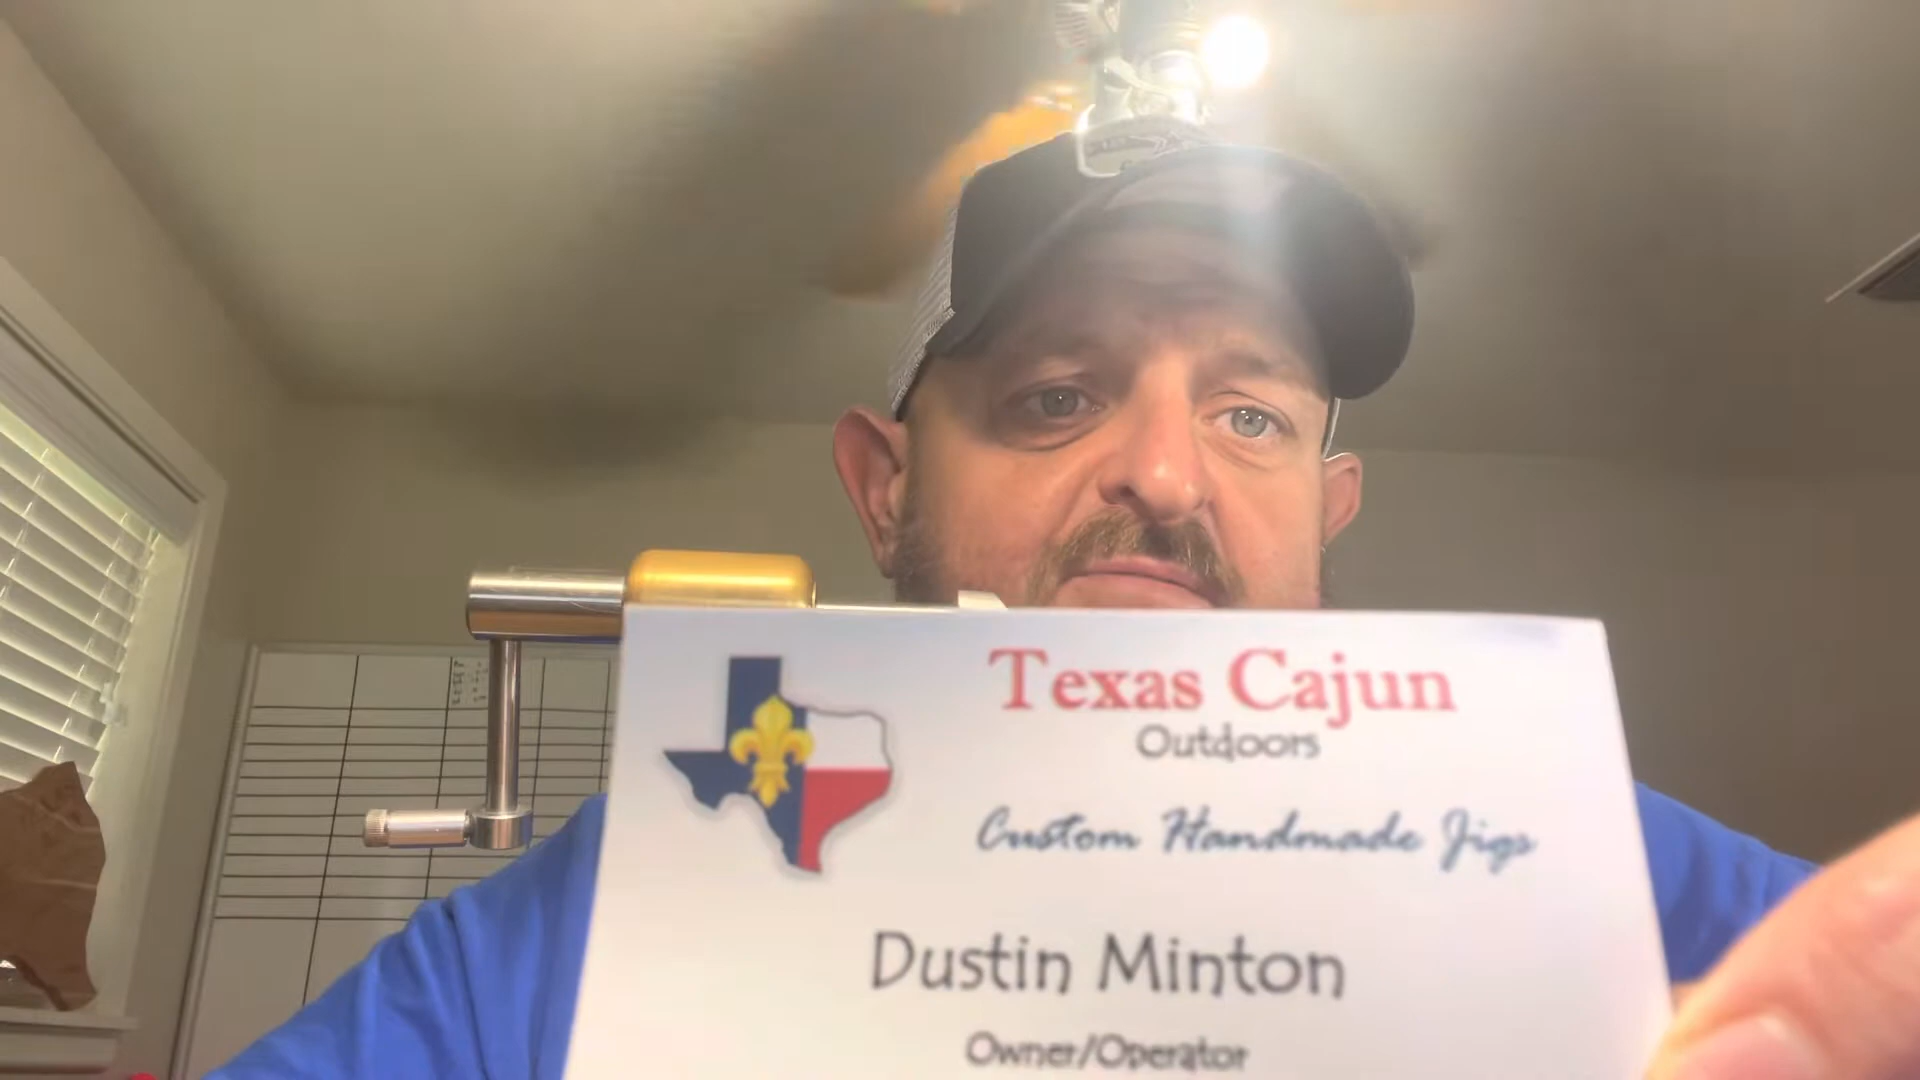 Texas Cajun
Outdoors
Custom Handmade Jigs
Dustin Minton
Owner/Operator